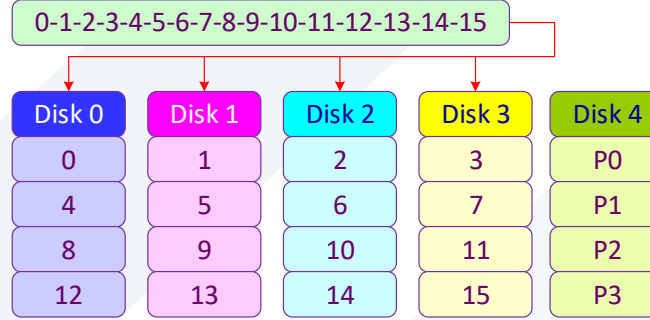 0-1-2-3-4-5-6-7-8-9-10-11-12-13-14-15
Disk 0 Disk 1 Disk 2 Disk 3 Disk 4
0 1 2 3 P0
4 5 6 7 P1
8 9 10 11 P2
12 13 14 15 P3